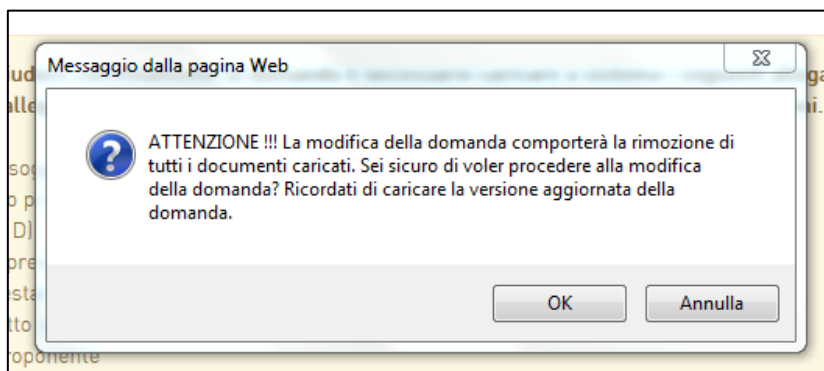 Messaggio dalla pagina Web
ATTENZIONE !!! La modifica della domanda comporterà la rimozione di
tutti i documenti caricati. Sei sicuro di voler procedere alla modifica
della domanda? Ricordati di caricare la versione aggiornata della
domanda.
OK
Annulla
D)
roponente